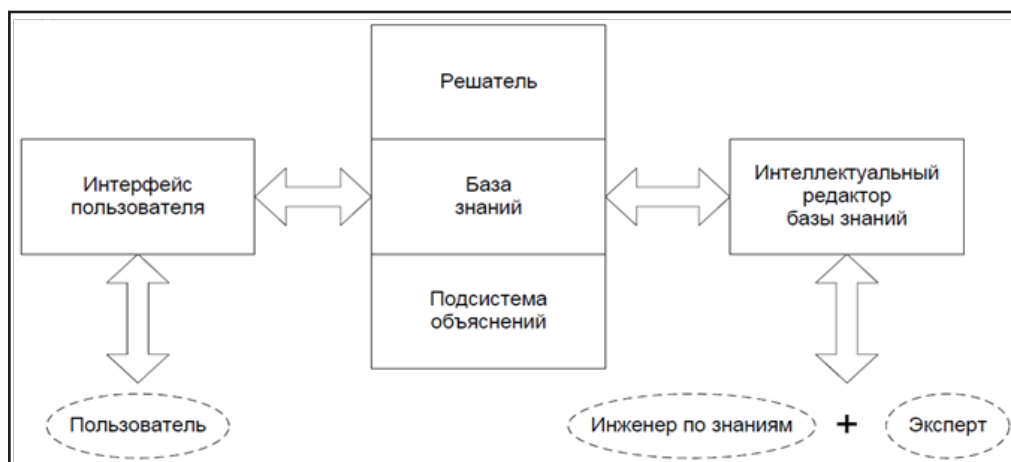 Решатель
Интерфейс
пользователя
База
знаний
Интеллектуальный
редактор
базы знаний
Подсистема
объяснений
Пользователь
Инженер по знаниям + Эксперт